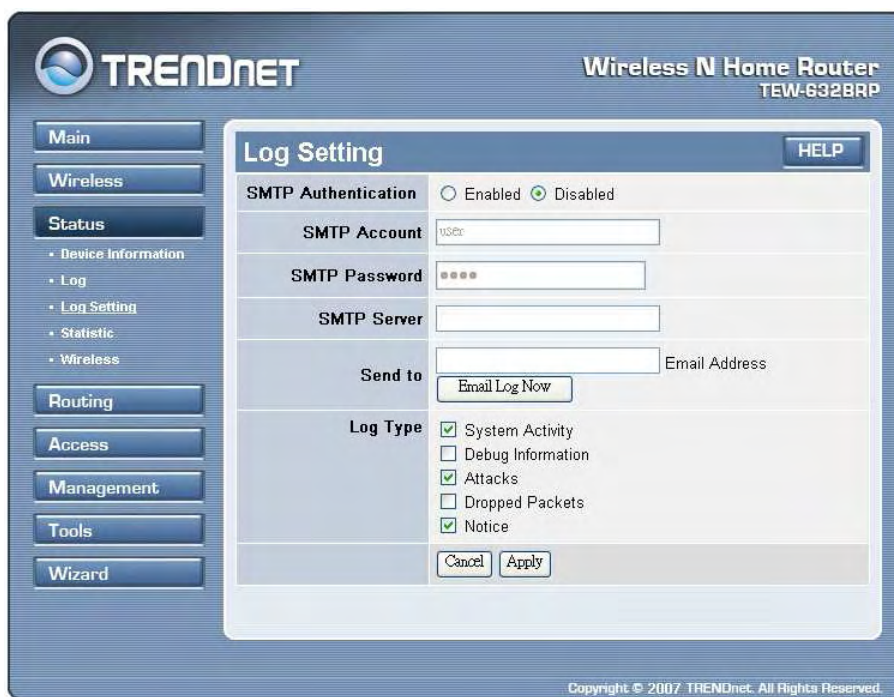 TRENDNET
Wireless N Home Router
TEW-632BRP
Main
Wireless
Status
• Device Information
• Log
• Log Setting
• Statistic
• Wireless
Routing
Access
Management
Tools
Wizard
Log Setting
HELP
SMTP Authentication Enabled Disabled
SMTP Account user
SMTP Password
SMTP Server
Send to Email Address
Email Log Now
Log Type System Activity
Debug Information
Attacks
Dropped Packets
Notice
Cancel Apply
Copyright © 2007 TRENDnet. All Rights Reserved.